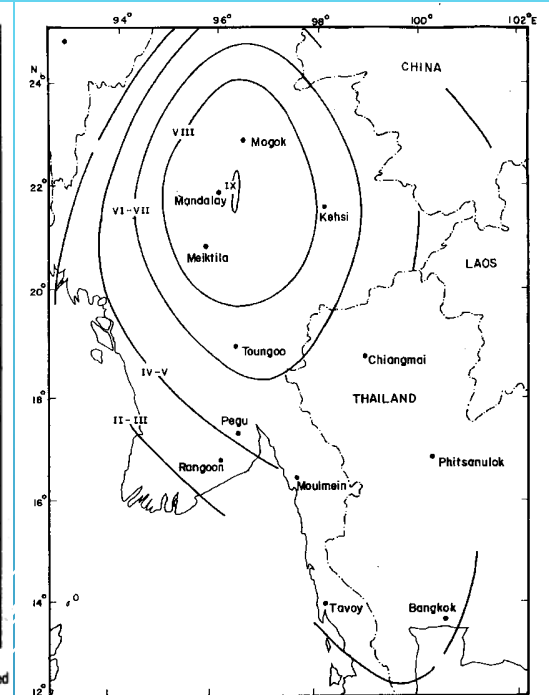 94°
96°
98°
100°
102°E
N.
24°
22°
20°
18°
16°
14°
12°
CHINA
VIII
Mogok
IX
Mandalay
VI-VII
Kehsi
Meiktila
LAOS
Toungoo
Chiangmai
IV-V
THAILAND
II-III
Pegu
Rangoon
Moulmein
Phitsanulok
Tavoy
Bangkok
ed